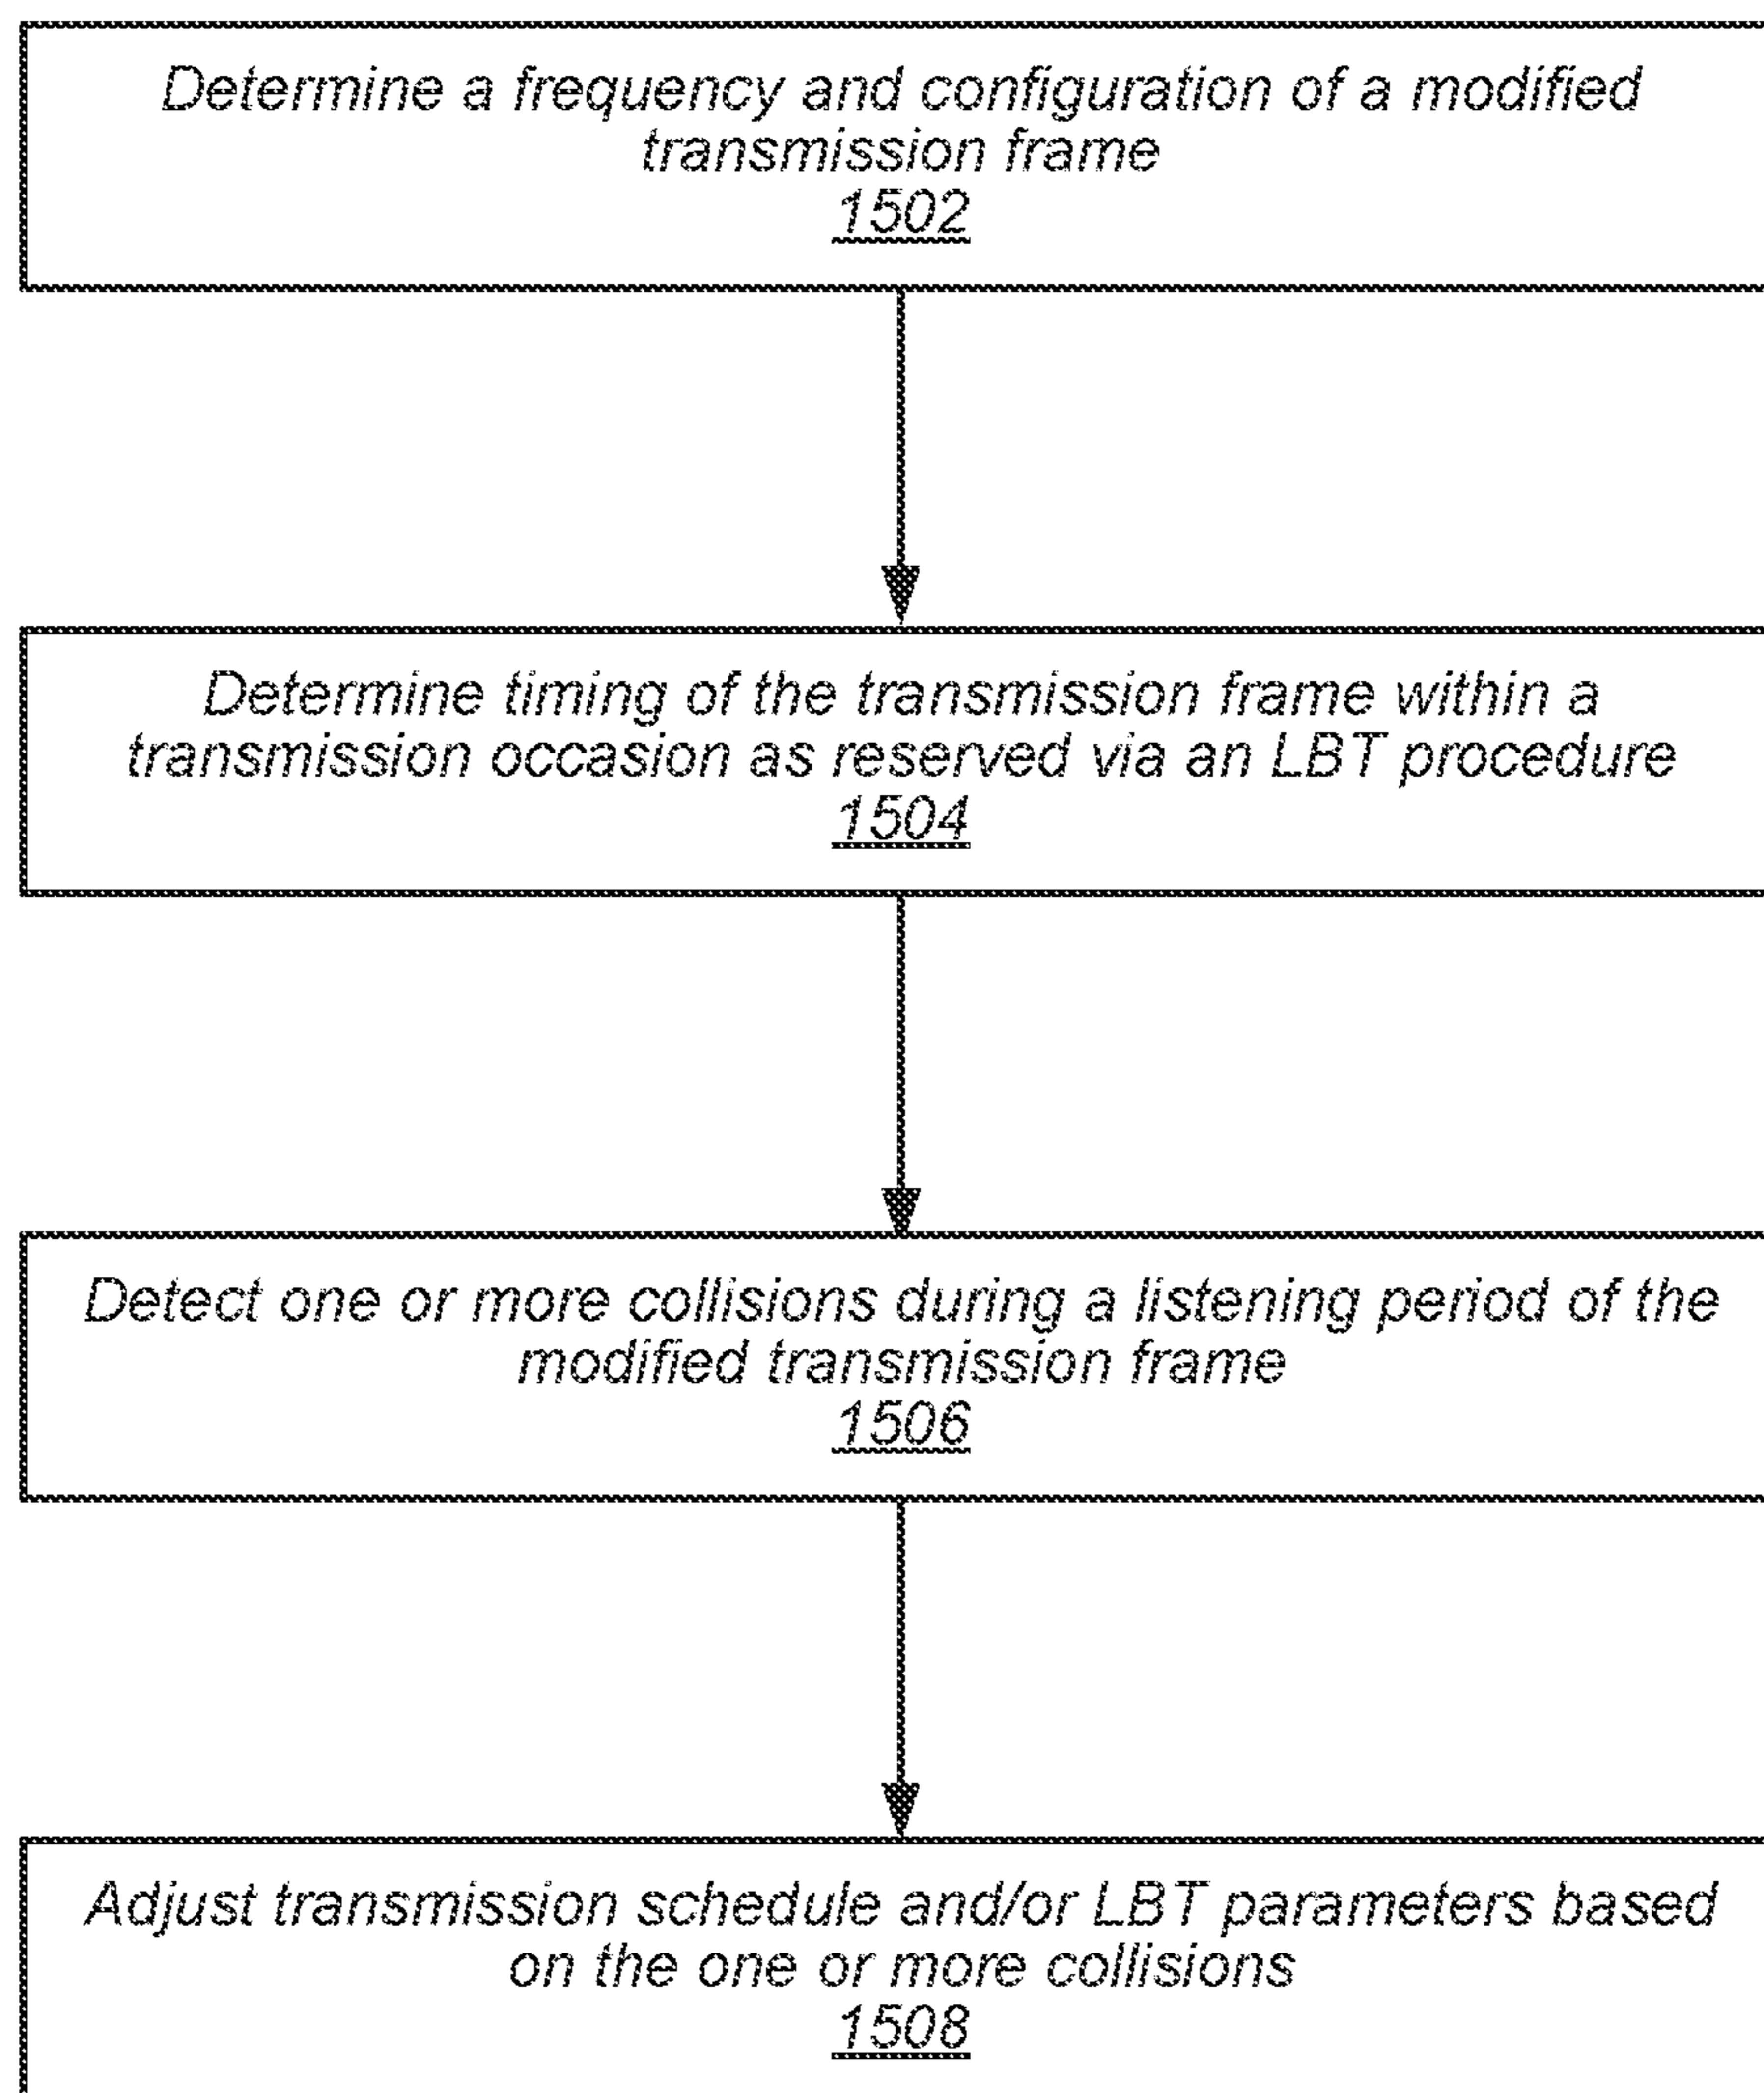 Determine a frequency and configuration of a modified
transmission frame
1502
Determine timing of the transmission frame within a
transmission occasion as reserved via an LBT procedure
1504
Detect one or more collisions during a listening period of the
modified transmission frame
1506
Adjust transmission schedule and/or LBT parameters based
on the one or more collisions
1508